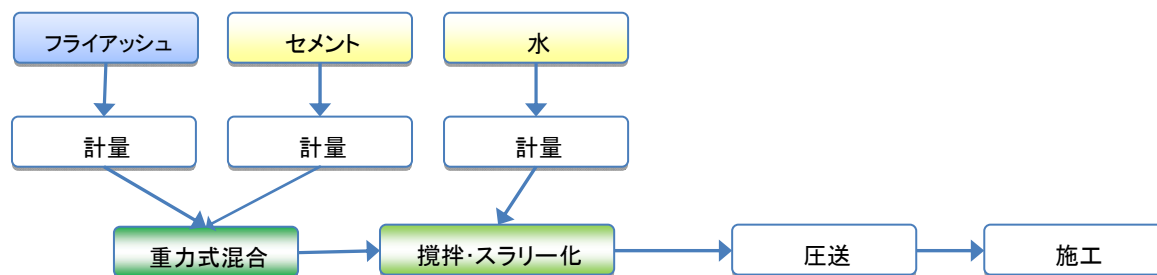 フライアッシュ
セメント
水
計量
計量
計量
重力式混合
撹拌・スラリー化
圧送
施工